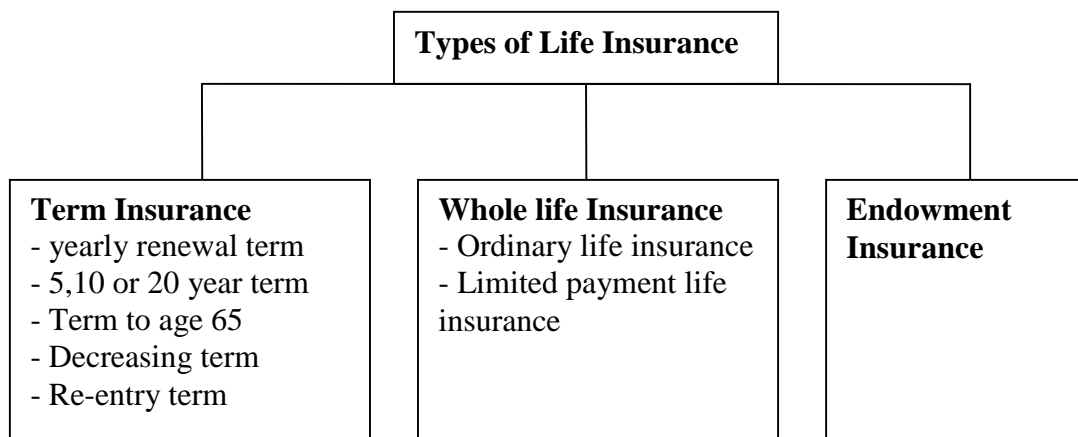 Types of Life Insurance
Term Insurance
- yearly renewal term
- 5,10 or 20 year term
- Term to age 65
- Decreasing term
- Re-entry term
Whole life Insurance
- Ordinary life insurance
- Limited payment life
insurance
Endowment
Insurance